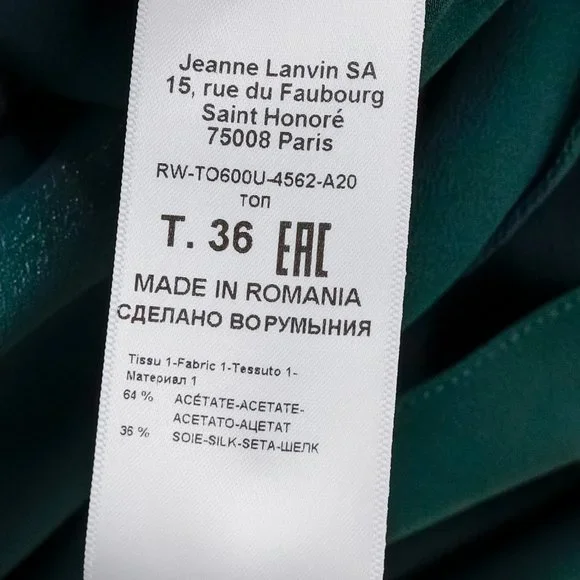 Jeanne Lanvin SA
15, rue du Faubourg
Saint Honoré
75008 Paris
RW-TO600U-4562-A20
ТОП
T. 36 EAC
MADE IN ROMANIA
СДЕЛАНО ВОРУМЫНИЯ
Tissu 1-Fabric 1-Tessuto 1-
Материал 1
64 % ACÉTATE-ACETATE-
ACETATO-АЦЕТАТ
36 % SOIE-SILK-SETA-ШЕЛК